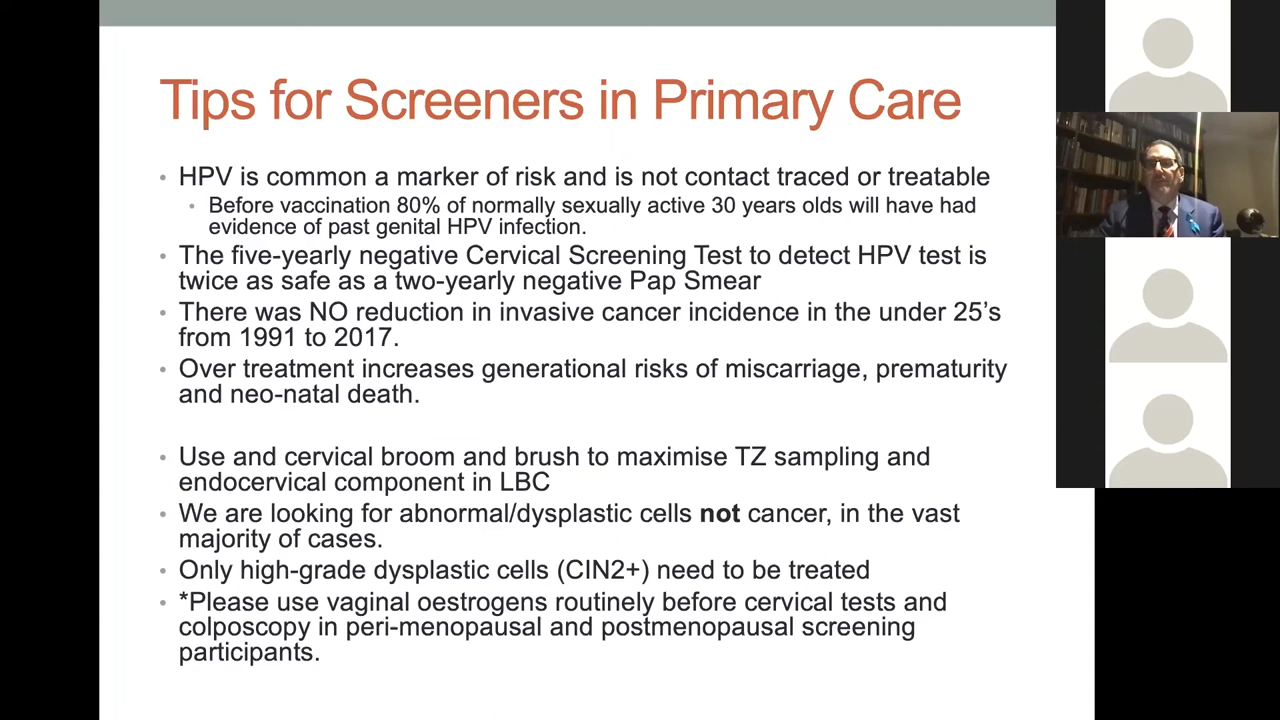 Tips for Screeners in Primary Care
• HPV is common a marker of risk and is not contact traced or treatable
• Before vaccination 80% of normally sexually active 30 years olds will have had
evidence of past genital HPV infection.
• The five-yearly negative Cervical Screening Test to detect HPV test is
twice as safe as a two-yearly negative Pap Smear
• There was NO reduction in invasive cancer incidence in the under 25’s
from 1991 to 2017.
• Over treatment increases generational risks of miscarriage, prematurity
and neo-natal death.
• Use and cervical broom and brush to maximise TZ sampling and
endocervical component in LBC
• We are looking for abnormal/dysplastic cells not cancer, in the vast
majority of cases.
• Only high-grade dysplastic cells (CIN2+) need to be treated
• *Please use vaginal oestrogens routinely before cervical tests and
colposcopy in peri-menopausal and postmenopausal screening
participants.